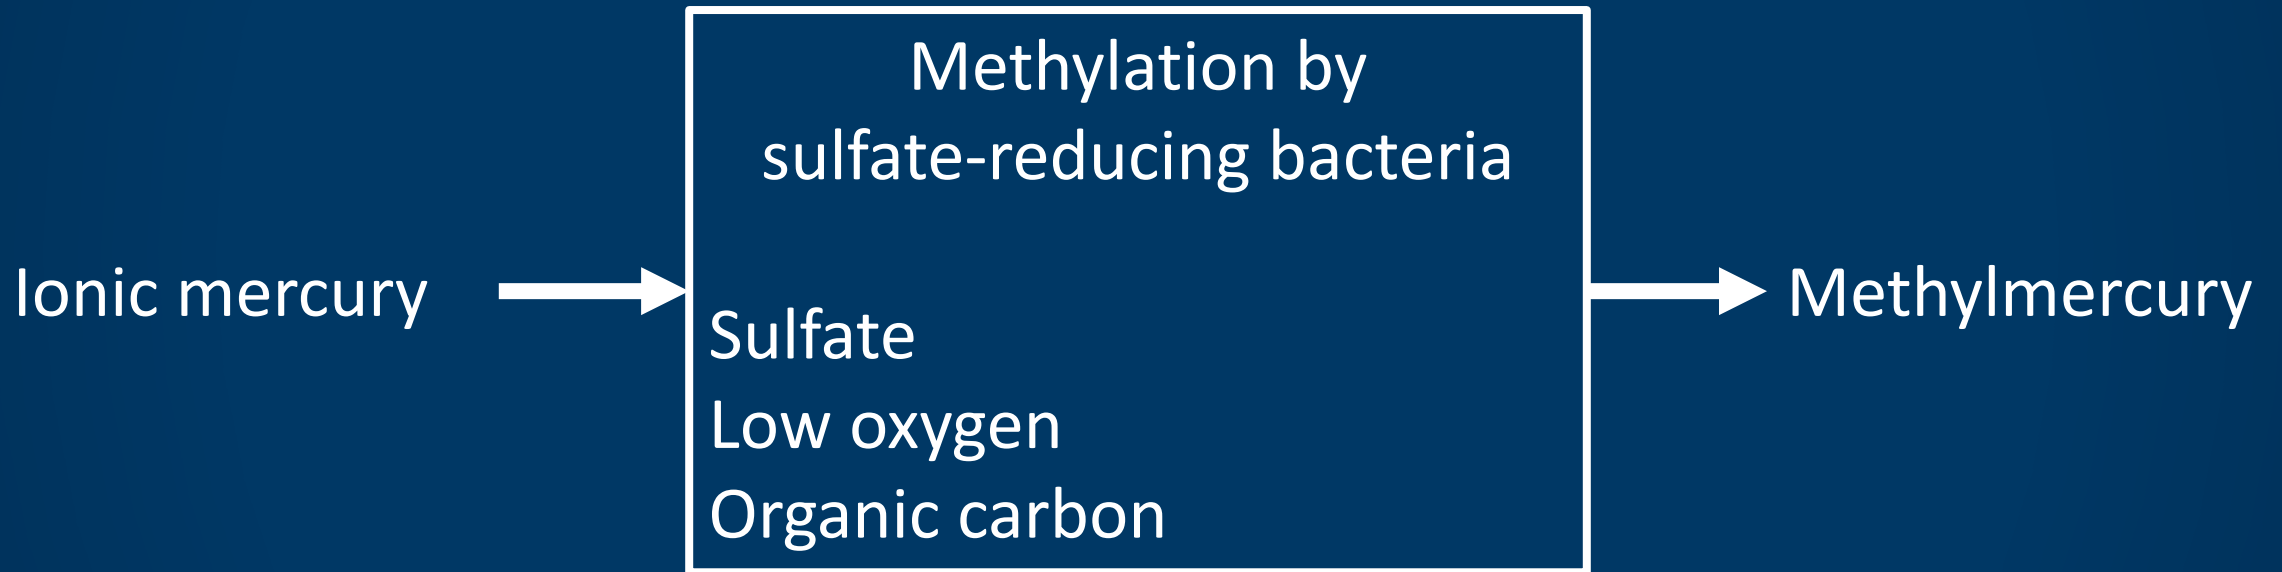 Ionic mercury
Methylation by
sulfate-reducing bacteria
Sulfate
Low oxygen
Organic carbon
Methylmercury